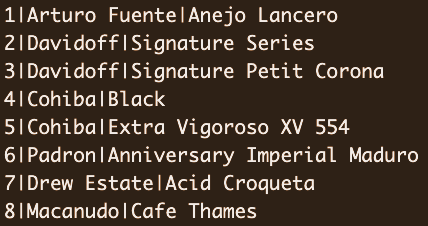 1|Arturo Fuente|Anejo Lancero
2|Davidoff|Signature Series
3|Davidoff|Signature Petit Corona
4|Cohiba|Black
5|Cohiba|Extra Vigoroso XV 554
6|Padron|Anniversary Imperial Maduro
7|Drew Estate|Acid Croqueta
8|Macanudo|Cafe Thames